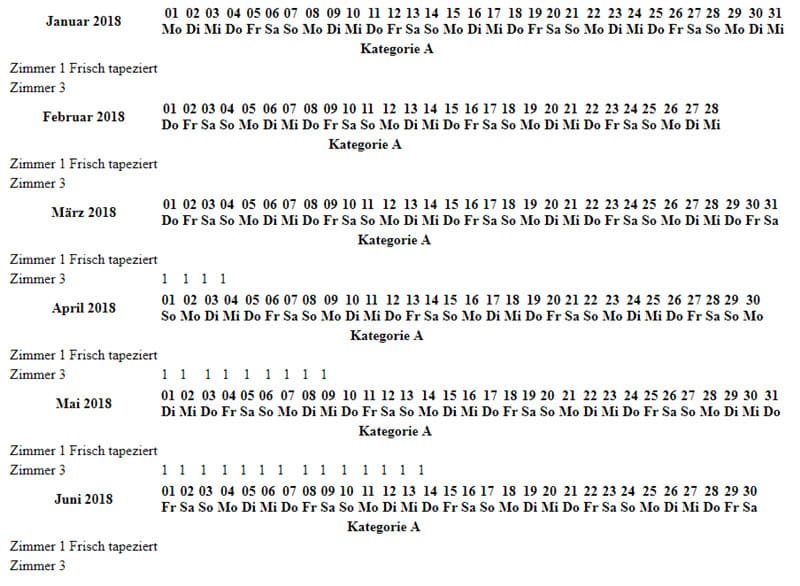 Januar 2018 01 02 03 04 05 06 07 08 09 10 11 12 13 14 15 16 17 18 19 20 21 22 23 24 25 26 27 28 29 30 31
Mo Di Mi Do Fr Sa So Mo Di Mi Do Fr Sa So Mo Di Mi Do Fr Sa So Mo Di Mi Do Fr Sa So Mo Di Mi
Kategorie A
Zimmer 1 Frisch tapeziert
Zimmer 3
Februar 2018 01 02 03 04 05 06 07 08 09 10 11 12 13 14 15 16 17 18 19 20 21 22 23 24 25 26 27 28
Do Fr Sa So Mo Di Mi Do Fr Sa So Mo Di Mi Do Fr Sa So Mo Di Mi Do Fr Sa So Mo Di Mi
Kategorie A
Zimmer 1 Frisch tapeziert
Zimmer 3
März 2018 01 02 03 04 05 06 07 08 09 10 11 12 13 14 15 16 17 18 19 20 21 22 23 24 25 26 27 28 29 30 31
Do Fr Sa So Mo Di Mi Do Fr Sa So Mo Di Mi Do Fr Sa So Mo Di Mi Do Fr Sa So Mo Di Mi Do Fr Sa
Kategorie A
Zimmer 1 Frisch tapeziert
Zimmer 3 1 1 1 1
April 2018 01 02 03 04 05 06 07 08 09 10 11 12 13 14 15 16 17 18 19 20 21 22 23 24 25 26 27 28 29 30
So Mo Di Mi Do Fr Sa So Mo Di Mi Do Fr Sa So Mo Di Mi Do Fr Sa So Mo Di Mi Do Fr Sa So Mo
Kategorie A
Zimmer 1 Frisch tapeziert
Zimmer 3 1 1 1 1 1 1 1 1 1
Mai 2018 01 02 03 04 05 06 07 08 09 10 11 12 13 14 15 16 17 18 19 20 21 22 23 24 25 26 27 28 29 30 31
Di Mi Do Fr Sa So Mo Di Mi Do Fr Sa So Mo Di Mi Do Fr Sa So Mo Di Mi Do Fr Sa So Mo Di Mi Do
Kategorie A
Zimmer 1 Frisch tapeziert
Zimmer 3 1 1 1 1 1 1 1 1 1 1 1 1 1 1
Juni 2018 01 02 03 04 05 06 07 08 09 10 11 12 13 14 15 16 17 18 19 20 21 22 23 24 25 26 27 28 29 30
Fr Sa So Mo Di Mi Do Fr Sa So Mo Di Mi Do Fr Sa So Mo Di Mi Do Fr Sa So Mo Di Mi Do Fr Sa
Kategorie A
Zimmer 1 Frisch tapeziert
Zimmer 3